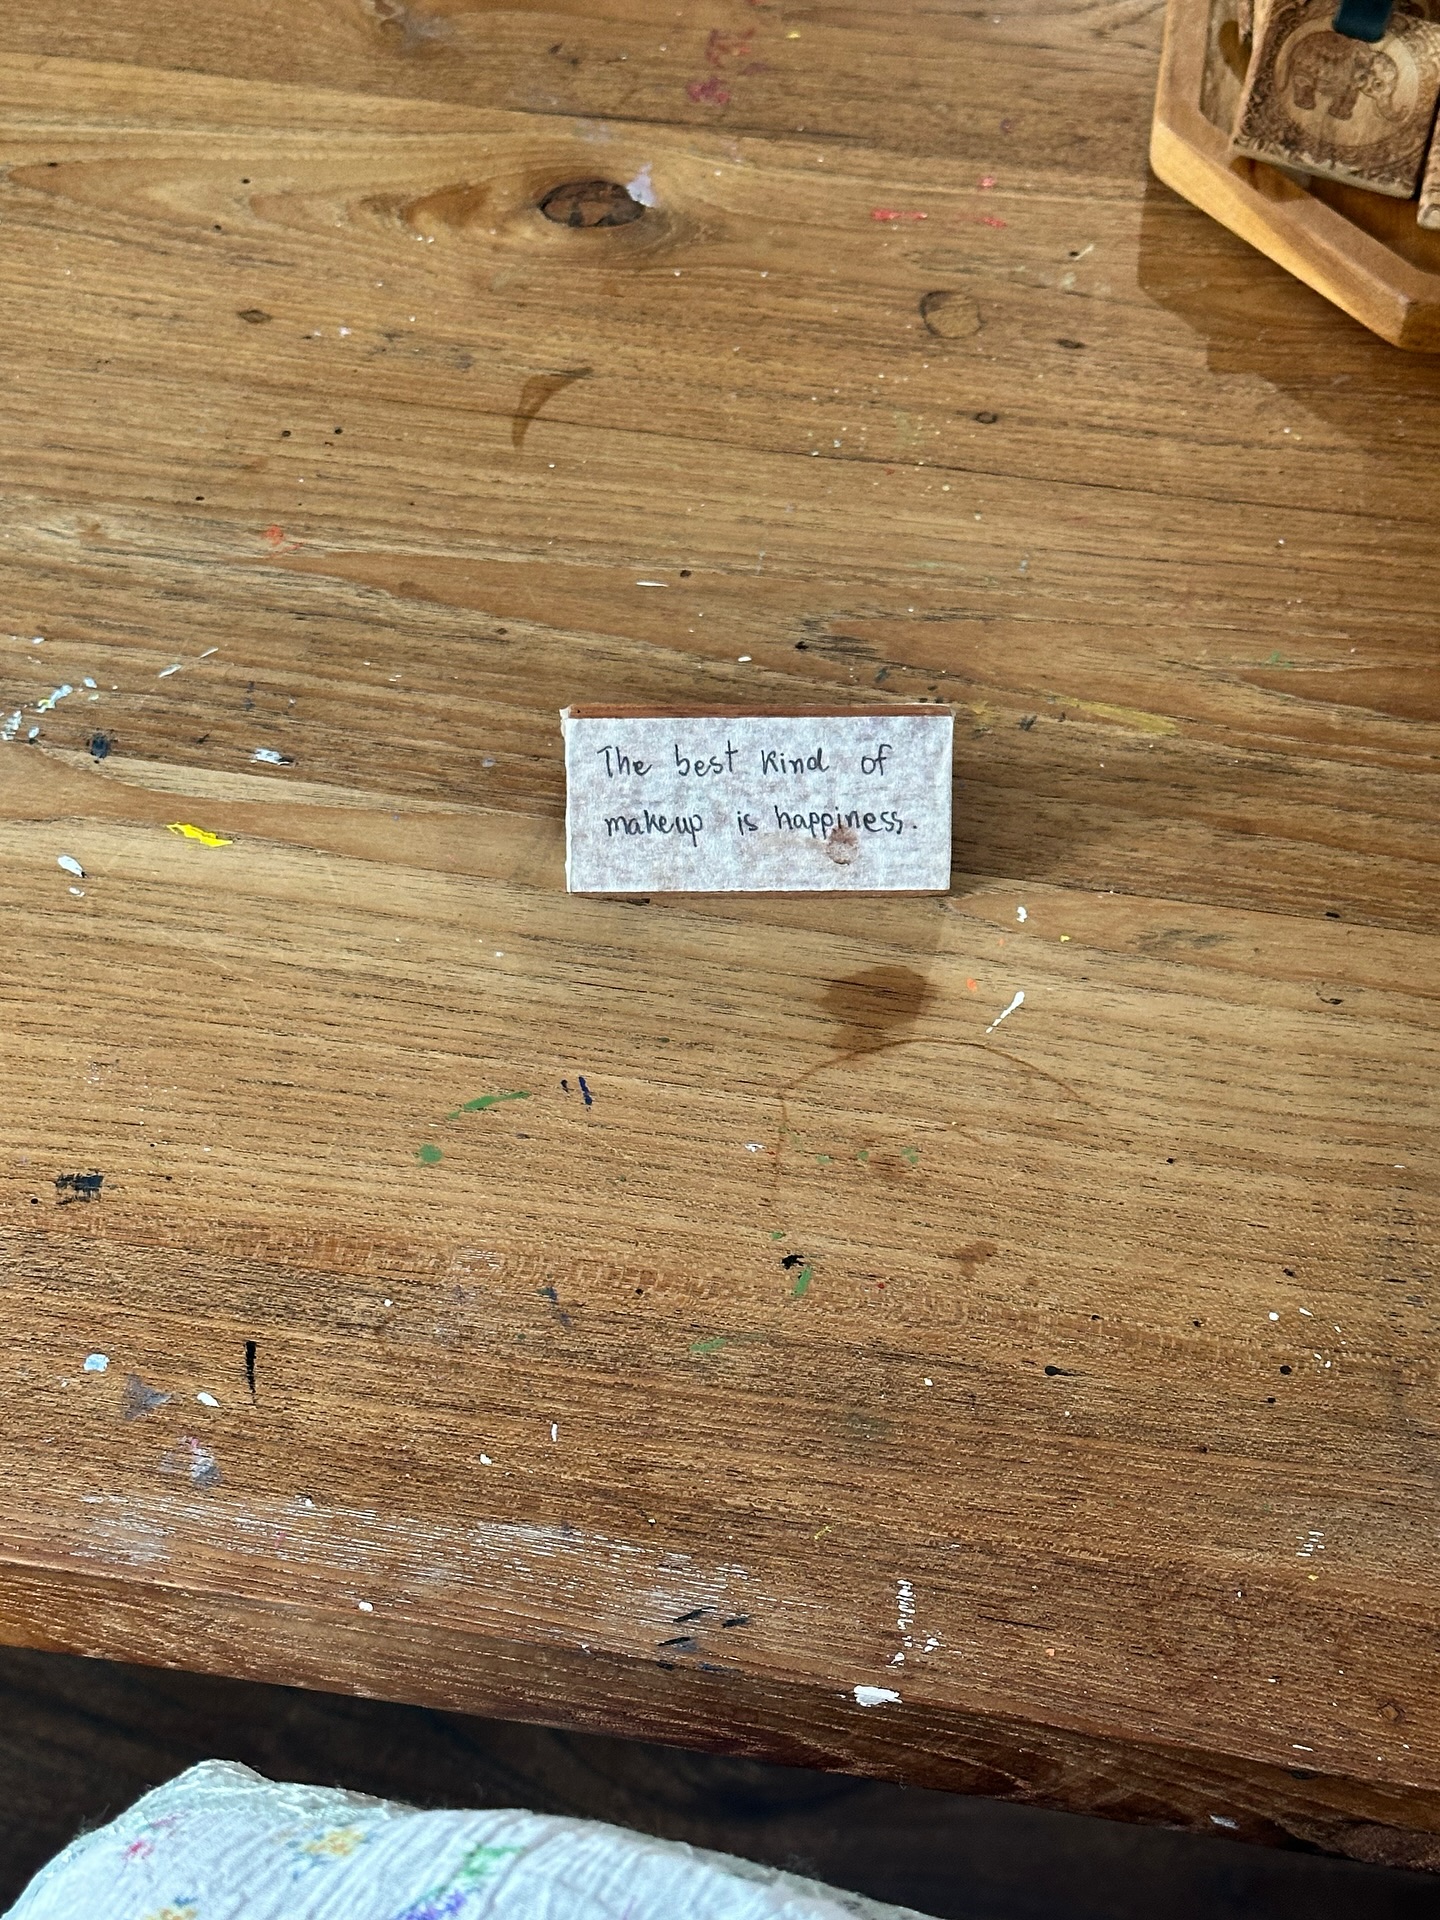 The best kind of
makeup is happiness.